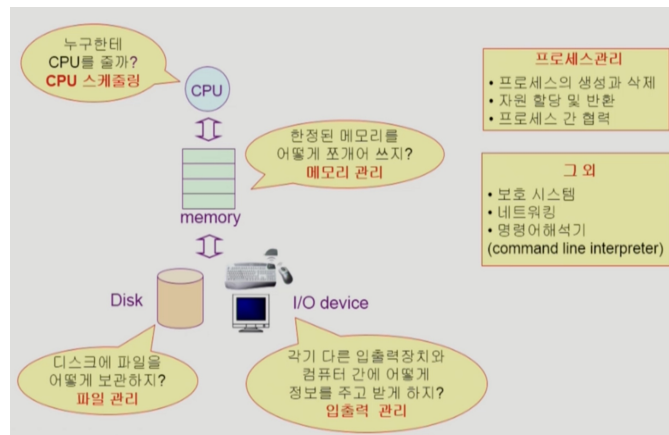 누구한테
CPU를 줄까?
CPU 스케줄링
CPU
한정된 메모리를
어떻게 쪼개어 쓰지?
메모리 관리
memory
Disk
I/O device
디스크에 파일을
어떻게 보관하지?
파일 관리
각기 다른 입출력장치와
컴퓨터 간에 어떻게
정보를 주고 받게 하지?
입출력 관리
프로세스관리
• 프로세스의 생성과 삭제
• 자원 할당 및 반환
• 프로세스 간 협력
그 외
• 보호 시스템
• 네트워킹
• 명령어해석기
(command line interpreter)